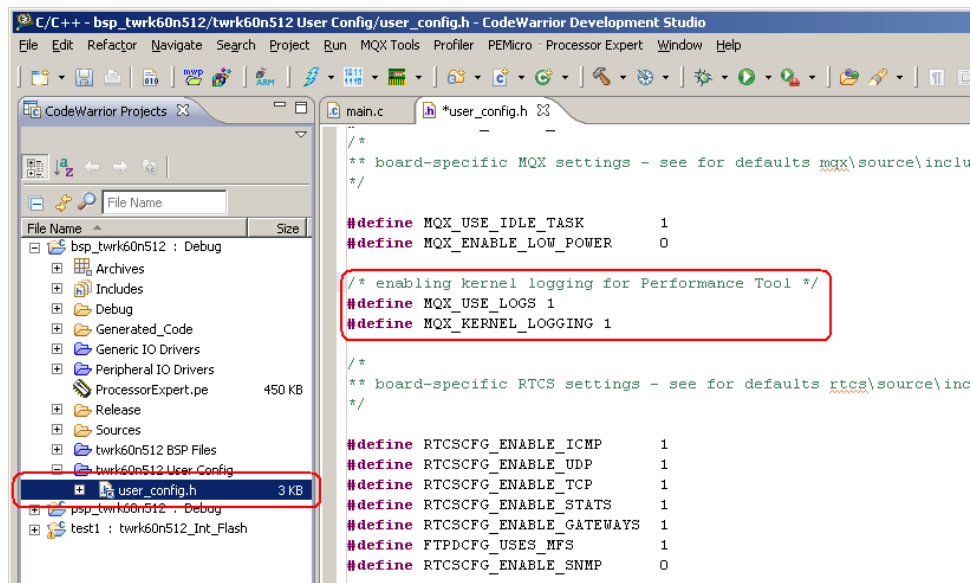 C/C++ - bsp_twrk60n512/twrk60n512 User Config/user_config.h - CodeWarrior Development Studio
File Edit Refactor Navigate Search Project Run MQX Tools Profiler PEMicro Processor Expert Window Help
CodeWarrior Projects
main.c
*user_config.h
File Name
File Name Size
bsp_twrk60n512 : Debug
Archives
Includes
Debug
Generated_Code
Generic IO Drivers
Peripheral IO Drivers
ProcessorExpert.pe 450 KB
Release
Sources
twrk60n512 BSP Files
twrk60n512 User Config
user_config.h 3 KB
psp_twrk60n512 : Debug
test1 : twrk60n512_Int_Flash
/*
** board-specific MQX settings - see for defaults mqx\source\inclu
*/
#define MQX_USE_IDLE_TASK 1
#define MQX_ENABLE_LOW_POWER 0
/* enabling kernel logging for Performance Tool */
#define MQX_USE_LOGS 1
#define MQX_KERNEL_LOGGING 1
/*
** board-specific RTCS settings - see for defaults rtcs\source\inc
*/
#define RTCSCFG_ENABLE_ICMP 1
#define RTCSCFG_ENABLE_UDP 1
#define RTCSCFG_ENABLE_TCP 1
#define RTCSCFG_ENABLE_STATS 1
#define RTCSCFG_ENABLE_GATEWAYS 1
#define FTPDCFG_USES_MFS 1
#define RTCSCFG_ENABLE_SNMP 0